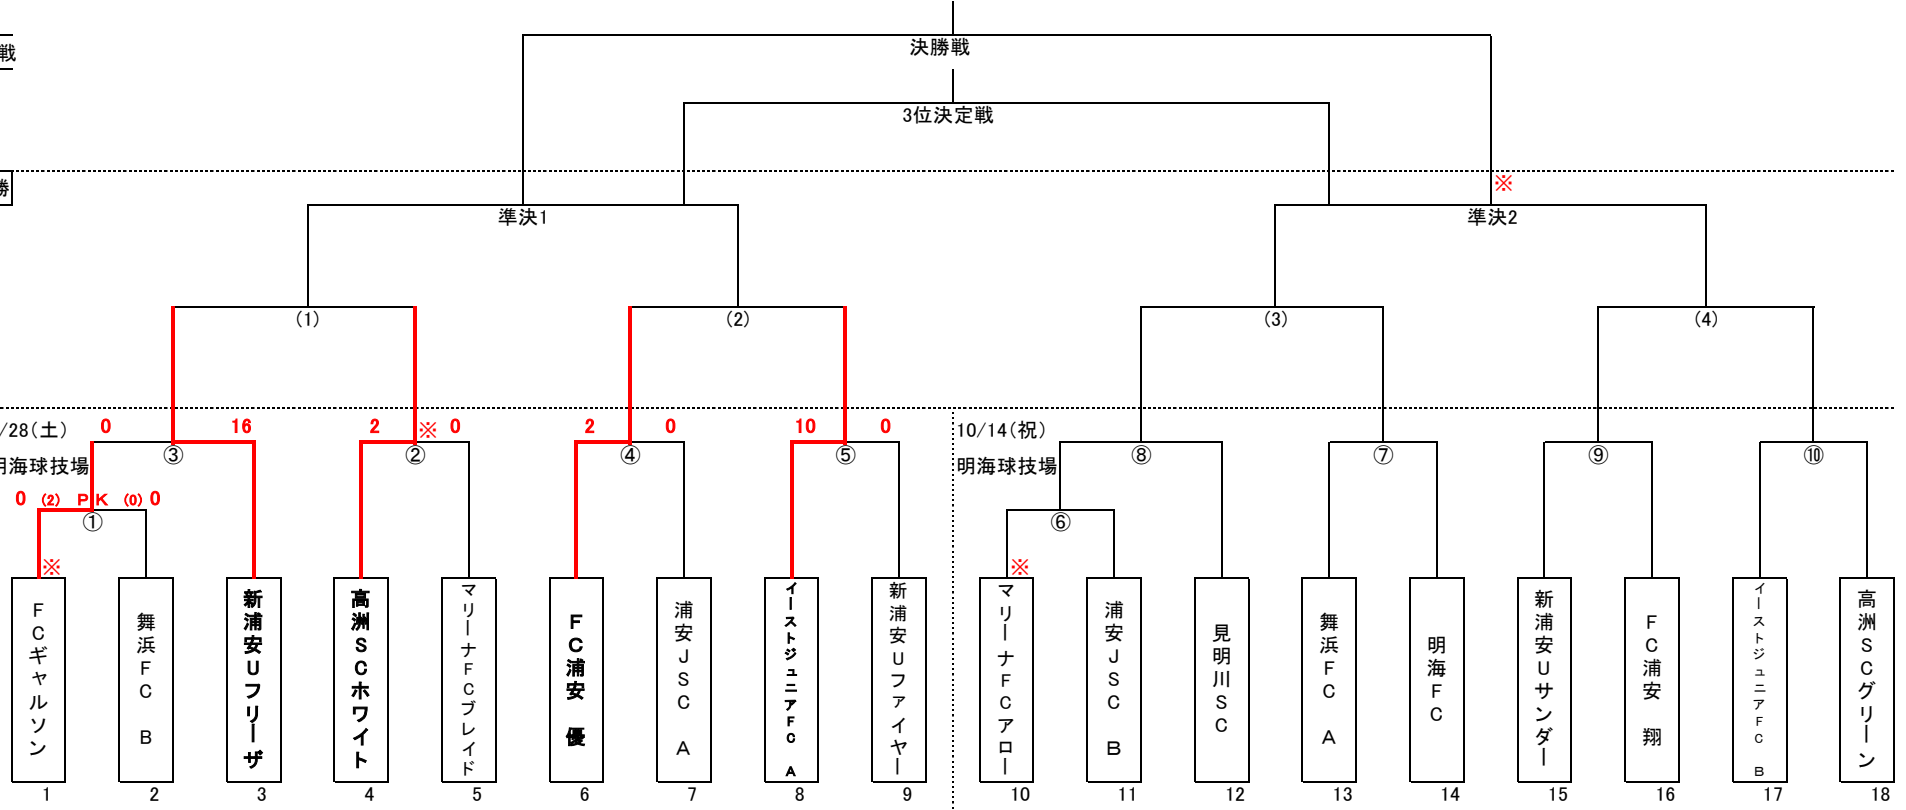 戦
決勝戦
3位決定戦
勝
※
準決1
準決2
(1)
(2)
(3)
(4)
/28(土)
0
16
2
※
0
2
0
10
0
10/14(祝)
③
②
④
⑤
⑧
⑦
⑨
⑩
明海球技場
明海球技場
0 (2) PK (0) 0
①
⑥
※
※
FCギャルソン
舞浜FC B
新浦安Uフリーザ
高洲SCホワイト
マリーナFCブレイド
FC浦安 優
浦安JSC A
イーストジュニアFC A
新浦安Uファイヤー
マリーナFCアロー
浦安JSC B
見明川SC
舞浜FC A
明海FC
新浦安Uサンダー
FC浦安 翔
イーストジュニアFC B
高洲SCグリーン
1 2 3 4 5 6 7 8 9 10 11 12 13 14 15 16 17 18